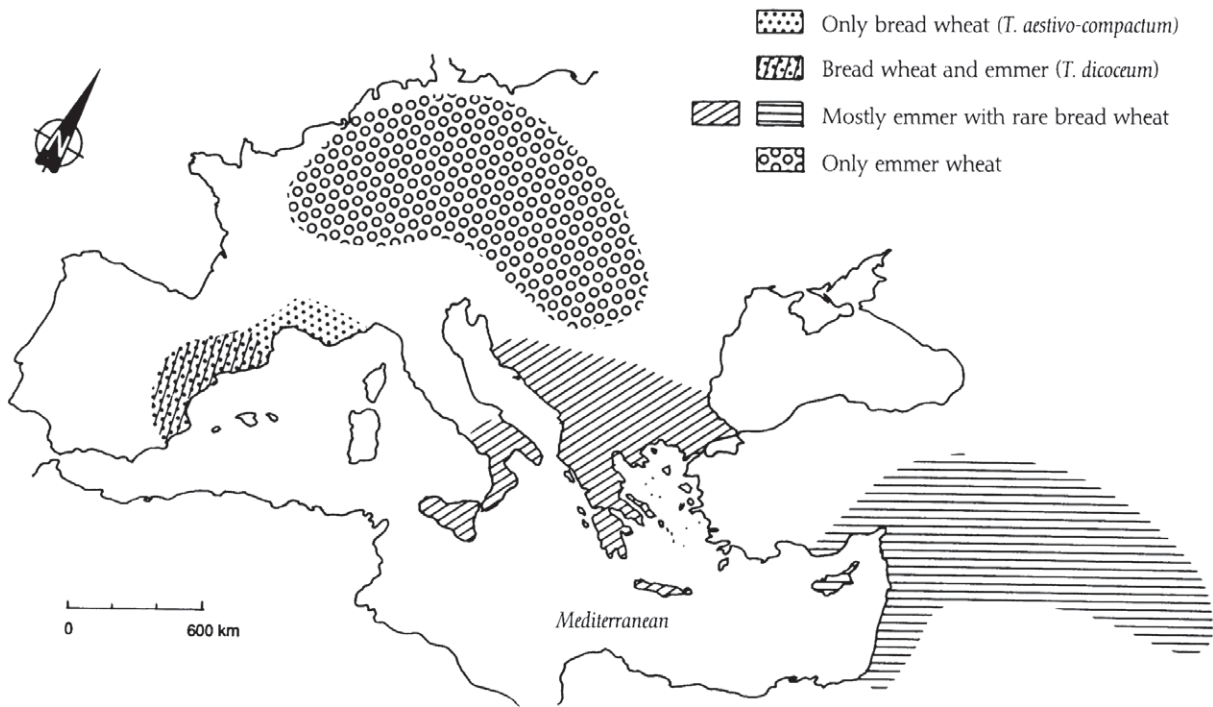 Only bread wheat (T. aestivo-compactum)
Bread wheat and emmer (T. dicoceum)
Mostly emmer with rare bread wheat
Only emmer wheat
N
Mediterranean
0 600 km